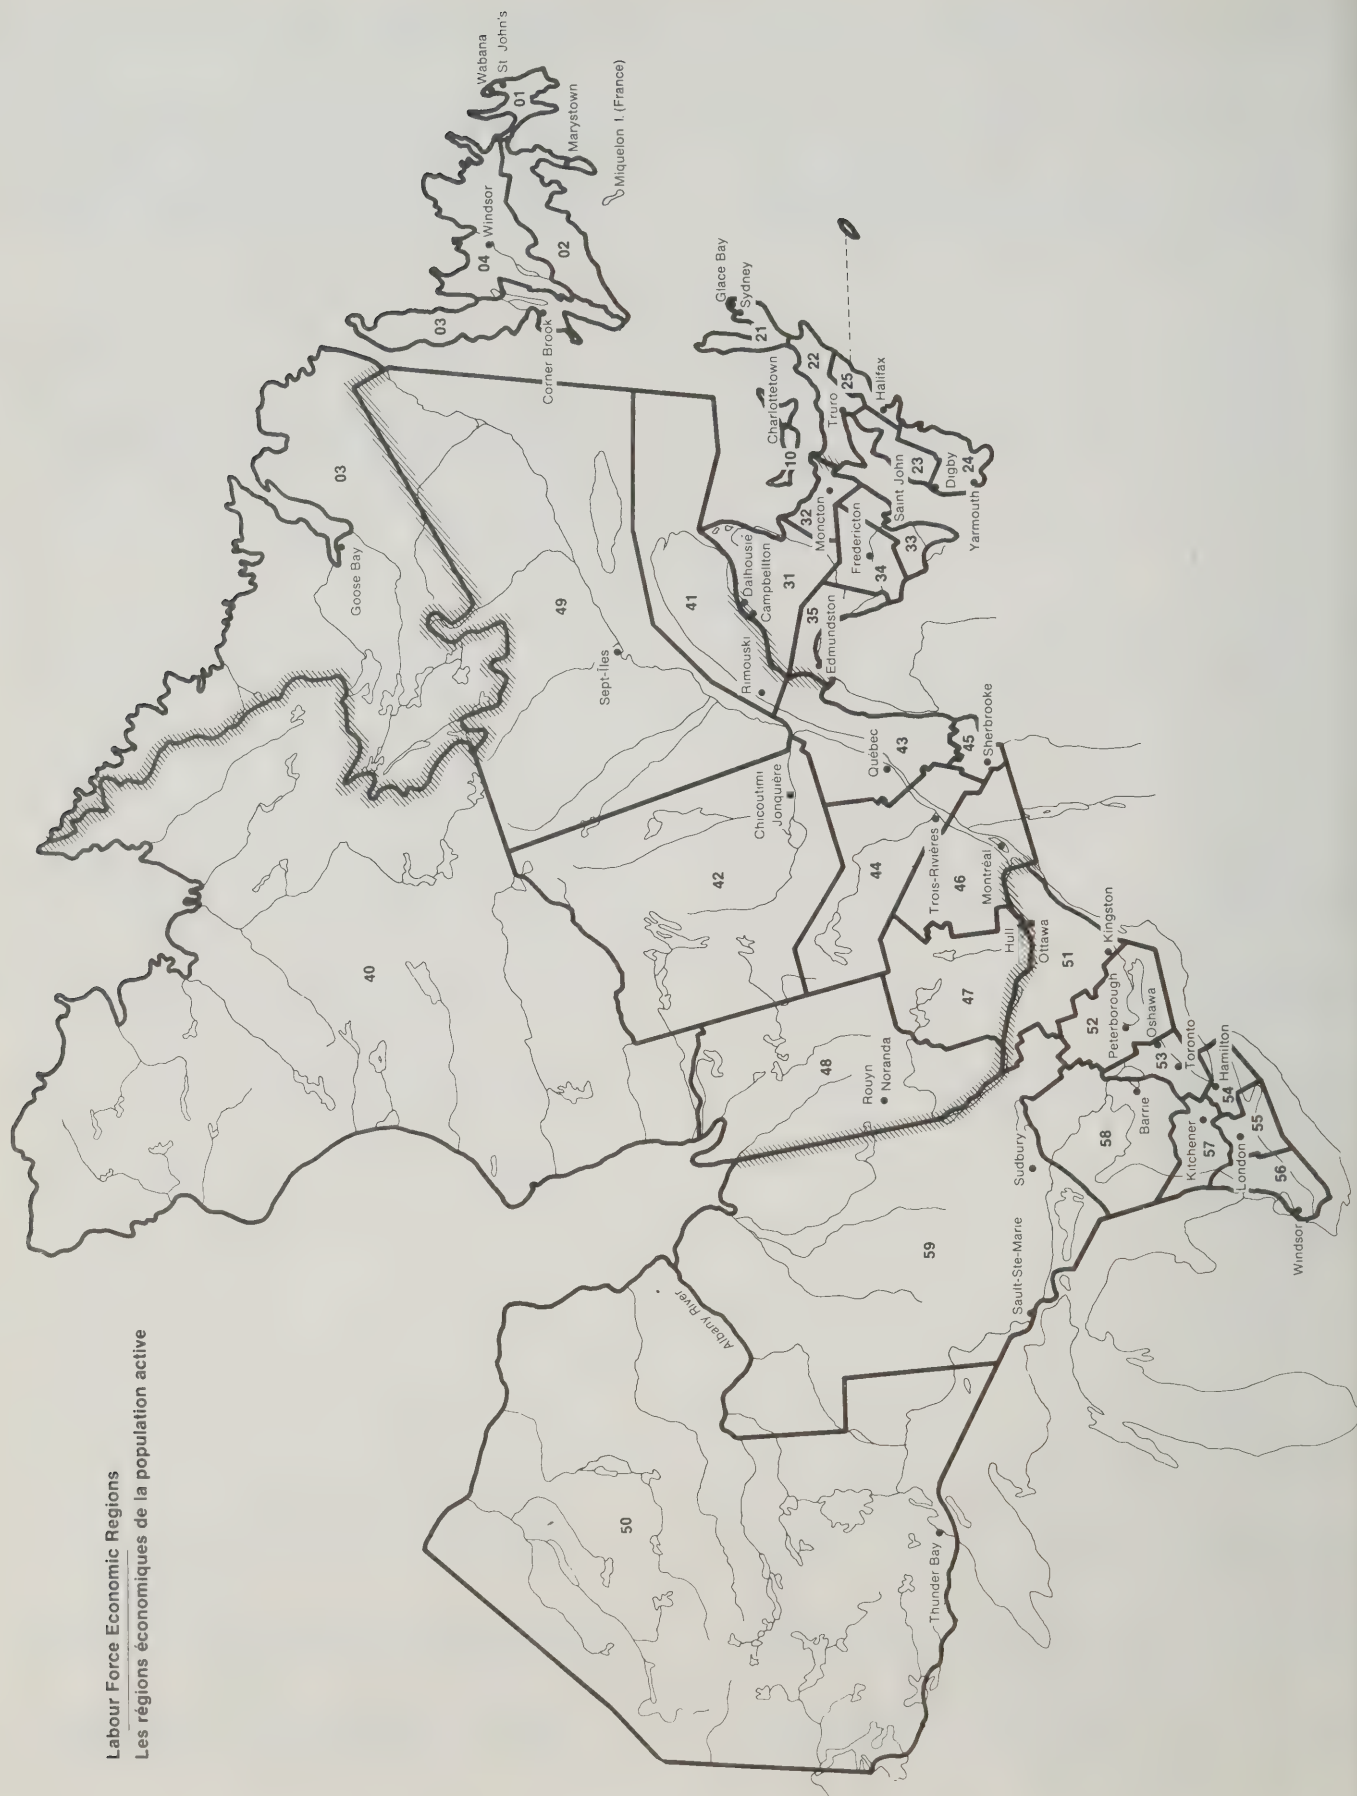 Labour Force Economic Regions
Les régions économiques de la population active
Wabana
St John's
01
Marystown
Miquelon I. (France)
Windsor
04
02
03
Corner Brook
03
Goose Bay
Glace Bay
Sydney
21
22
25
Halifax
Truro
Charlottetown
10
23
Digby
24
Yarmouth
Saint John
32
Moncton
Fredericton
33
34
31
Dalhousie
Campbellton
35
Edmundston
Rimouski
41
49
Sept-Îles
40
42
Chicoutimi
Jonquière
Québec
43
45
Sherbrooke
44
Trois-Rivières
46
Montréal
Hull
Ottawa
47
48
Rouyn
Noranda
51
Kingston
52
Peterborough
Oshawa
53
Toronto
Hamilton
54
Barrie
58
Kitchener
57
London
55
56
Windsor
Sudbury
59
Sault-Ste-Marie
Albany River
50
Thunder Bay